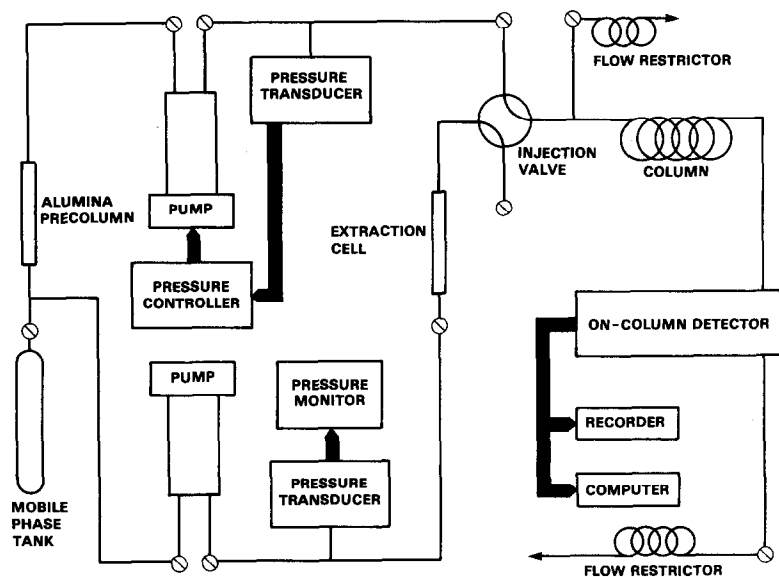 FLOW RESTRICTOR
PRESSURE
TRANSDUCER
INJECTION
VALVE
COLUMN
ALUMINA
PRECOLUMN
PUMP
EXTRACTION
CELL
PRESSURE
CONTROLLER
ON-COLUMN DETECTOR
PUMP
PRESSURE
MONITOR
RECORDER
PRESSURE
TRANSDUCER
COMPUTER
MOBILE
PHASE
TANK
FLOW RESTRICTOR